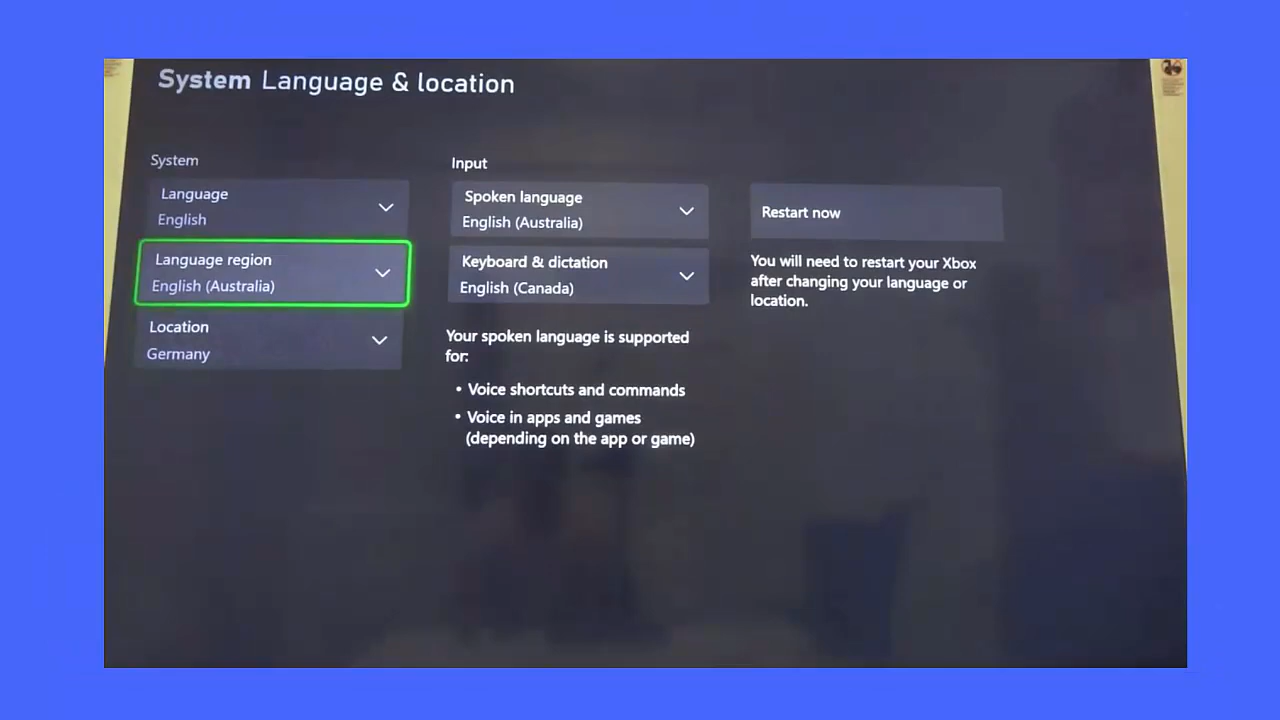 System Language & location
System
Language
English
Language region
English (Australia)
Location
Germany
Input
Spoken language
English (Australia)
Keyboard & dictation
English (Canada)
Your spoken language is supported
for:
• Voice shortcuts and commands
• Voice in apps and games
(depending on the app or game)
Restart now
You will need to restart your Xbox
after changing your language or
location.